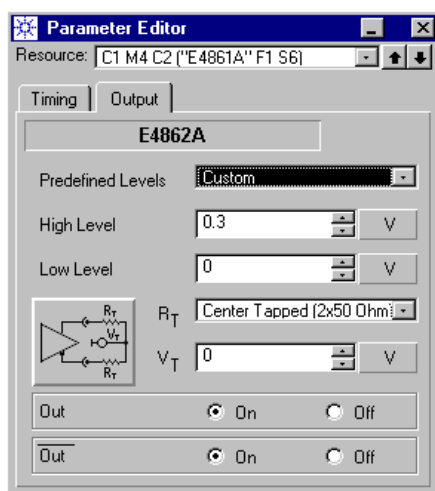 Parameter Editor
Resource: C1 M4 C2 ("E4861A" F1 S6)
Timing Output
E4862A
Predefined Levels Custom
High Level 0.3 V
Low Level 0 V
RT VT RT
RT Center Tapped (2x50 Ohm)
VT 0 V
Out On Off
Out On Off